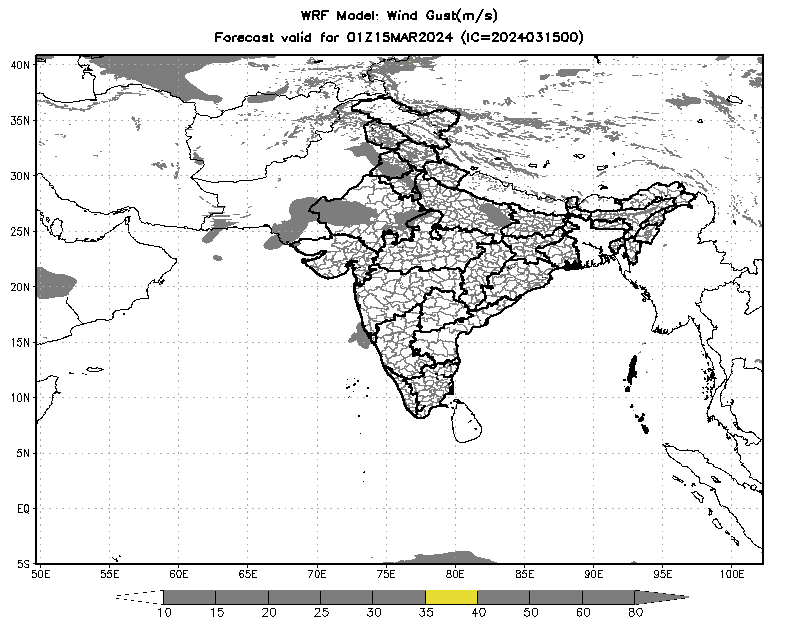 WRF Model: Wind Gust(m/s)
Forecast valid for 01Z15MAR2024 (IC=2024031500)
40N
35N
30N
25N
20N
15N
10N
5N
EQ
5S
50E 55E 60E 65E 70E 75E 80E 85E 90E 95E 100E
10 15 20 25 30 35 40 50 60 80